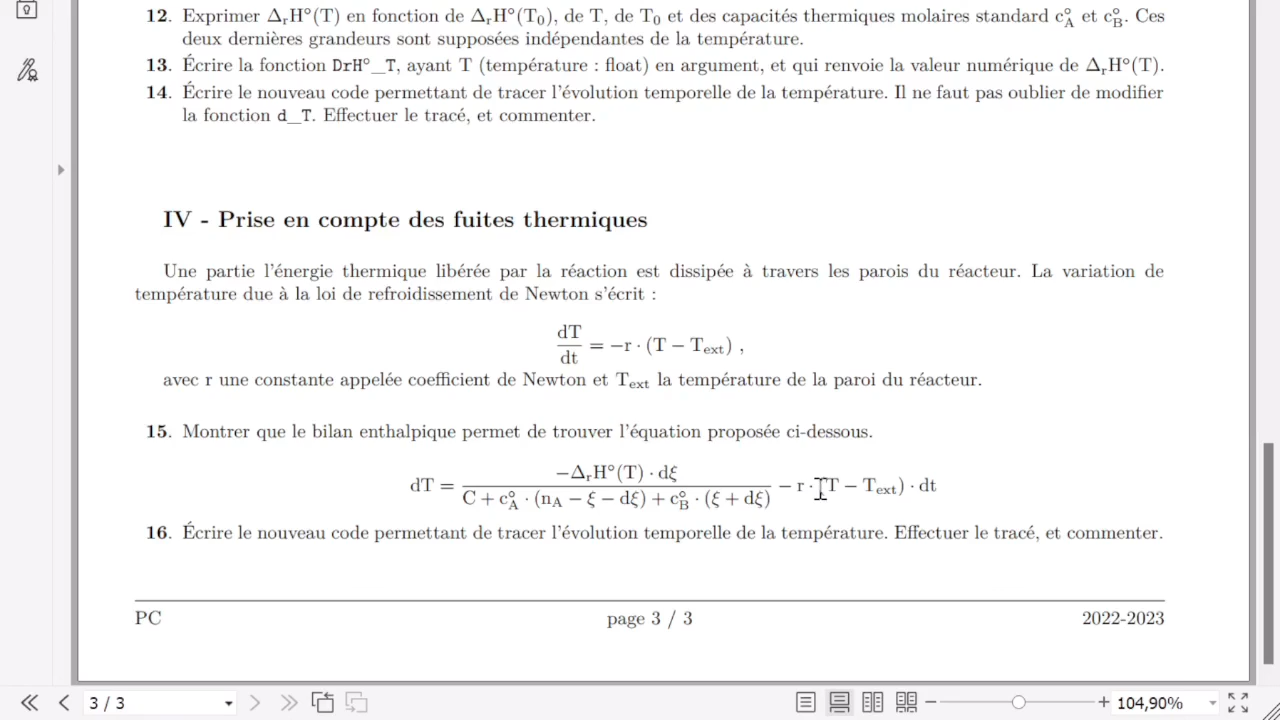 12. Exprimer ΔrH°(T) en fonction de ΔrH°(T0), de T, de T0 et des capacités thermiques molaires standard c°A et c°B. Ces
deux dernières grandeurs sont supposées indépendantes de la température.
13. Écrire la fonction DrH°_T, ayant T (température : float) en argument, et qui renvoie la valeur numérique de ΔrH°(T).
14. Écrire le nouveau code permettant de tracer l'évolution temporelle de la température. Il ne faut pas oublier de modifier
la fonction d_T. Effectuer le tracé, et commenter.
IV - Prise en compte des fuites thermiques
Une partie l'énergie thermique libérée par la réaction est dissipée à travers les parois du réacteur. La variation de
température due à la loi de refroidissement de Newton s'écrit :
dT/dt = −r · (T − Text) ,
avec r une constante appelée coefficient de Newton et Text la température de la paroi du réacteur.
15. Montrer que le bilan enthalpique permet de trouver l'équation proposée ci-dessous.
dT = −ΔrH°(T) · dξ / C + c°A · (nA − ξ − dξ) + c°B · (ξ + dξ) − r · (T − Text) · dt
16. Écrire le nouveau code permettant de tracer l'évolution temporelle de la température. Effectuer le tracé, et commenter.
PC page 3 / 3 2022-2023
3 / 3 104,90%